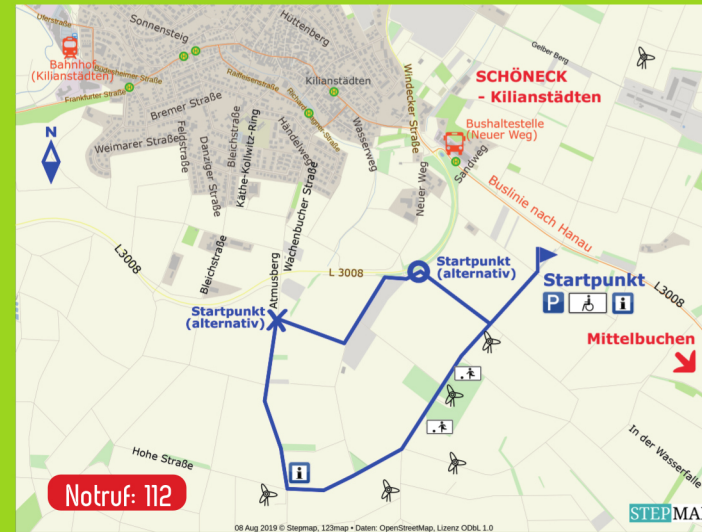 Uferstraße
Sonnensteig
Hüttenberg
Gelber Berg
Bahnhof
(Kilianstädten)
Büdesheimer Straße
Frankfurter Straße
Raiffeisenstraße
Kilianstädten
Windecker Straße
SCHÖNECK
- Kilianstädten
Bushaltestelle
(Neuer Weg)
Bremer Straße
Weimarer Straße
Feldstraße
Danziger Straße
Bleichstraße
Käthe-Kollwitz-Ring
Händelweg
Wasserweg
Sandweg
Neuer Weg
Buslinie nach Hanau
N
Wachenbucher Straße
L3008
Bleichstraße
Atmusberg
L 3008
Startpunkt
(alternativ)
Startpunkt
P
i
L3008
Startpunkt
(alternativ)
Mittelbuchen
In der Wasserfalle
Hohe Straße
i
Notruf: 112
STEPMA
08 Aug 2019 © Stepmap, 123map • Daten: OpenStreetMap, Lizenz ODbL 1.0